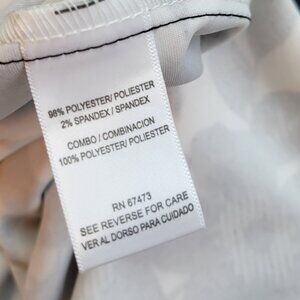 98% POLYESTER/ POLIESTER
2% SPANDEX/ SPANDEX
COMBO / COMBINACION
100% POLYESTER/ POLIESTER
RN 67473
SEE REVERSE FOR CARE
VER AL DORSO PARA CUIDADO